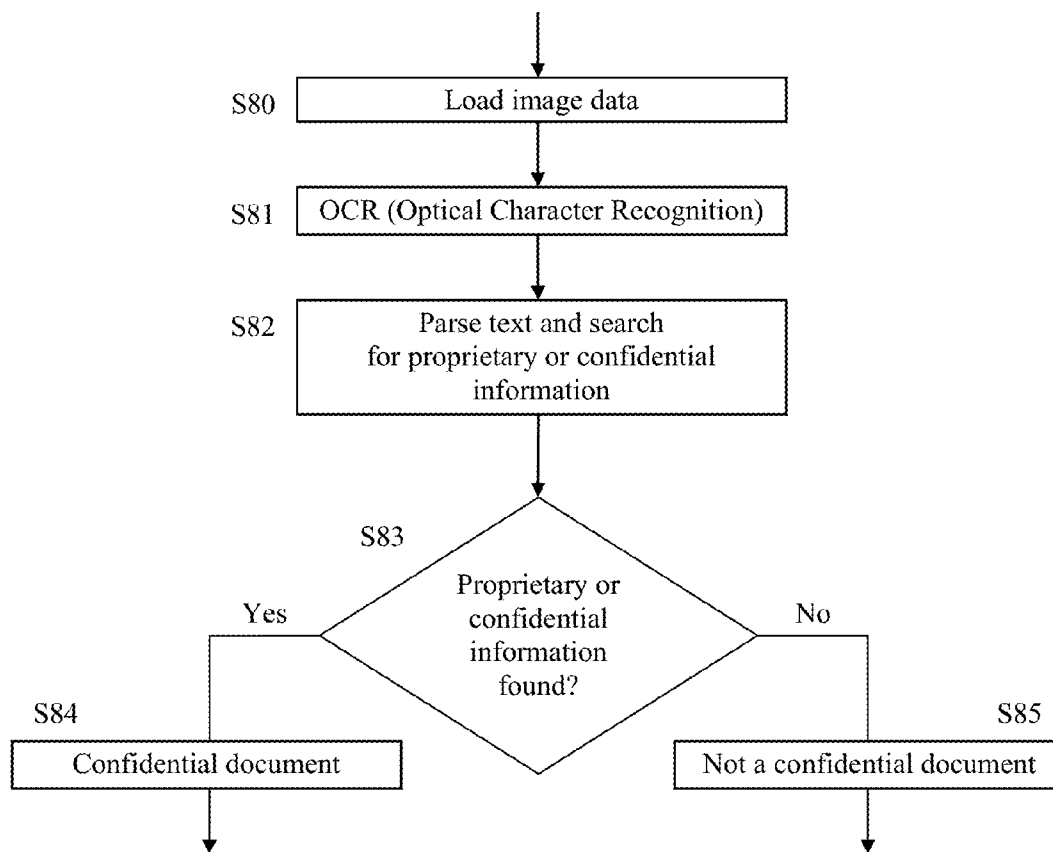 S80
Load image data
S81
OCR (Optical Character Recognition)
S82
Parse text and search
for proprietary or confidential
information
S83
Proprietary or
confidential
information
found?
Yes
No
S84
Confidential document
S85
Not a confidential document